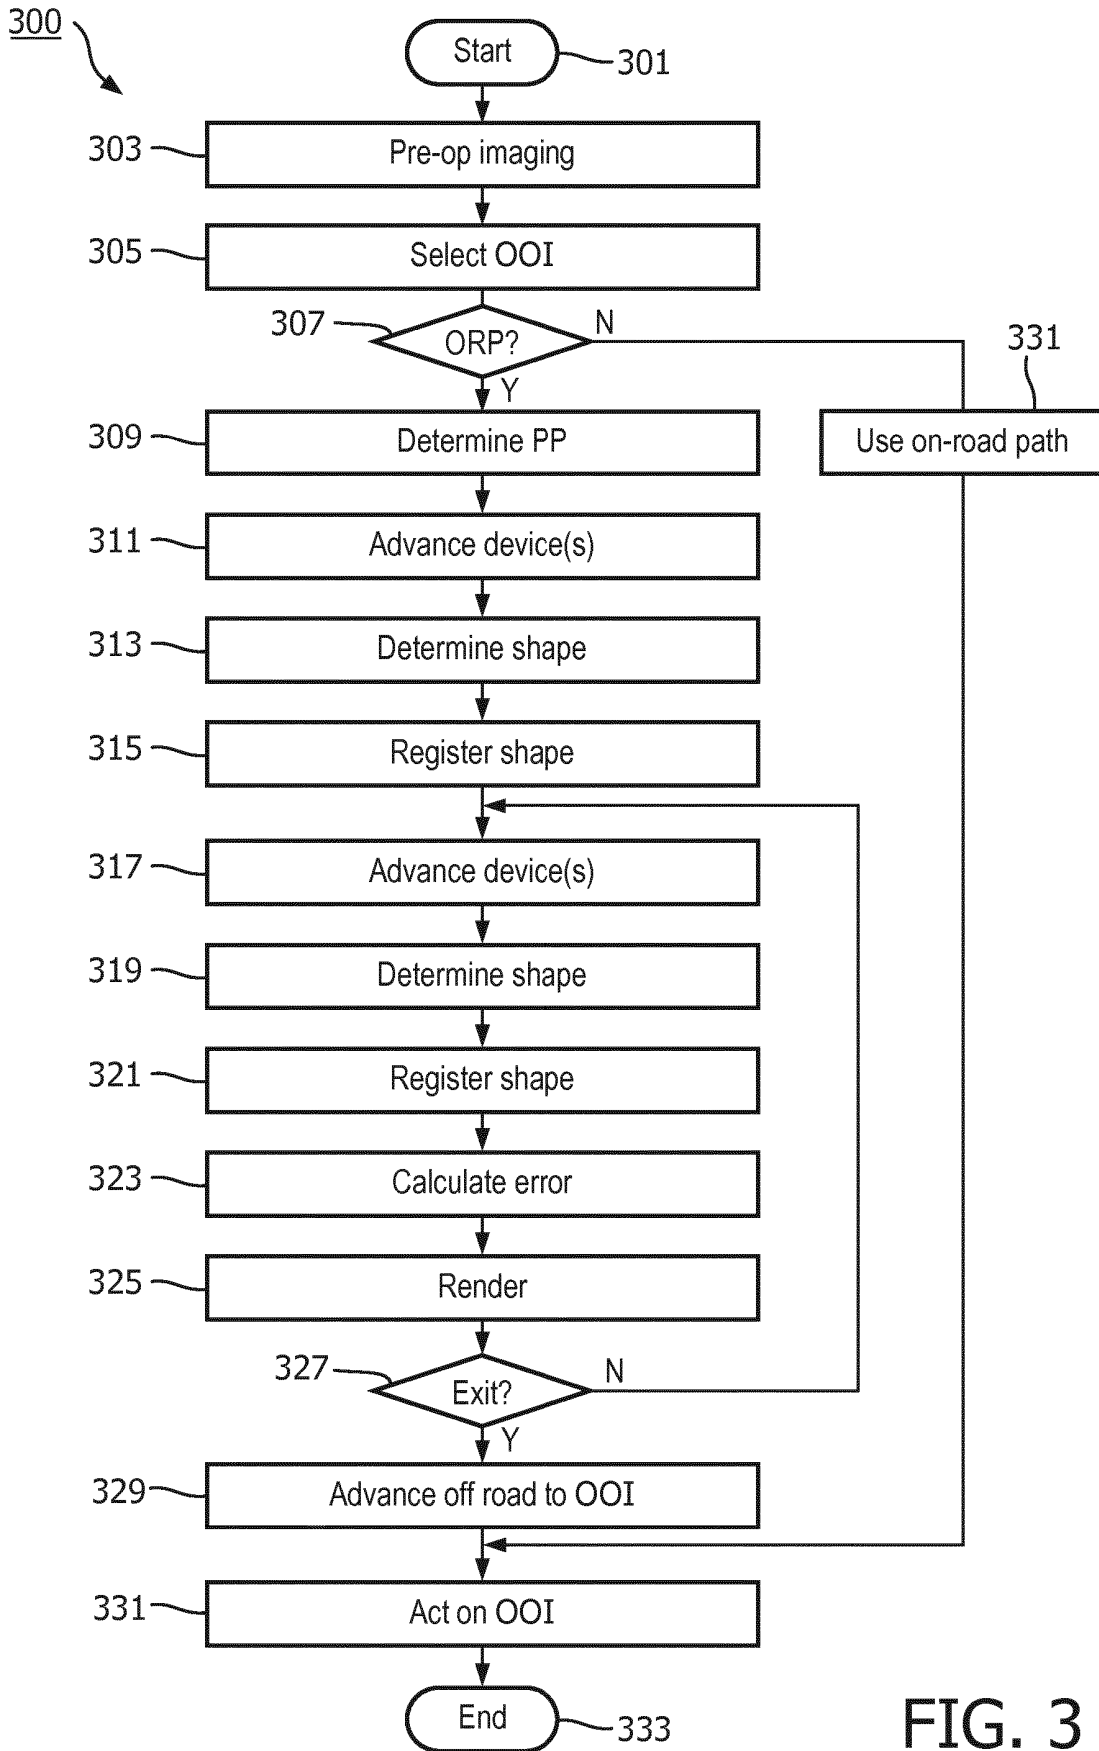 300
Start
301
303
Pre-op imaging
305
Select OOI
307
ORP?
N
Y
331
Use on-road path
309
Determine PP
311
Advance device(s)
313
Determine shape
315
Register shape
317
Advance device(s)
319
Determine shape
321
Register shape
323
Calculate error
325
Render
327
Exit?
N
Y
329
Advance off road to OOI
331
Act on OOI
End
333
FIG. 3